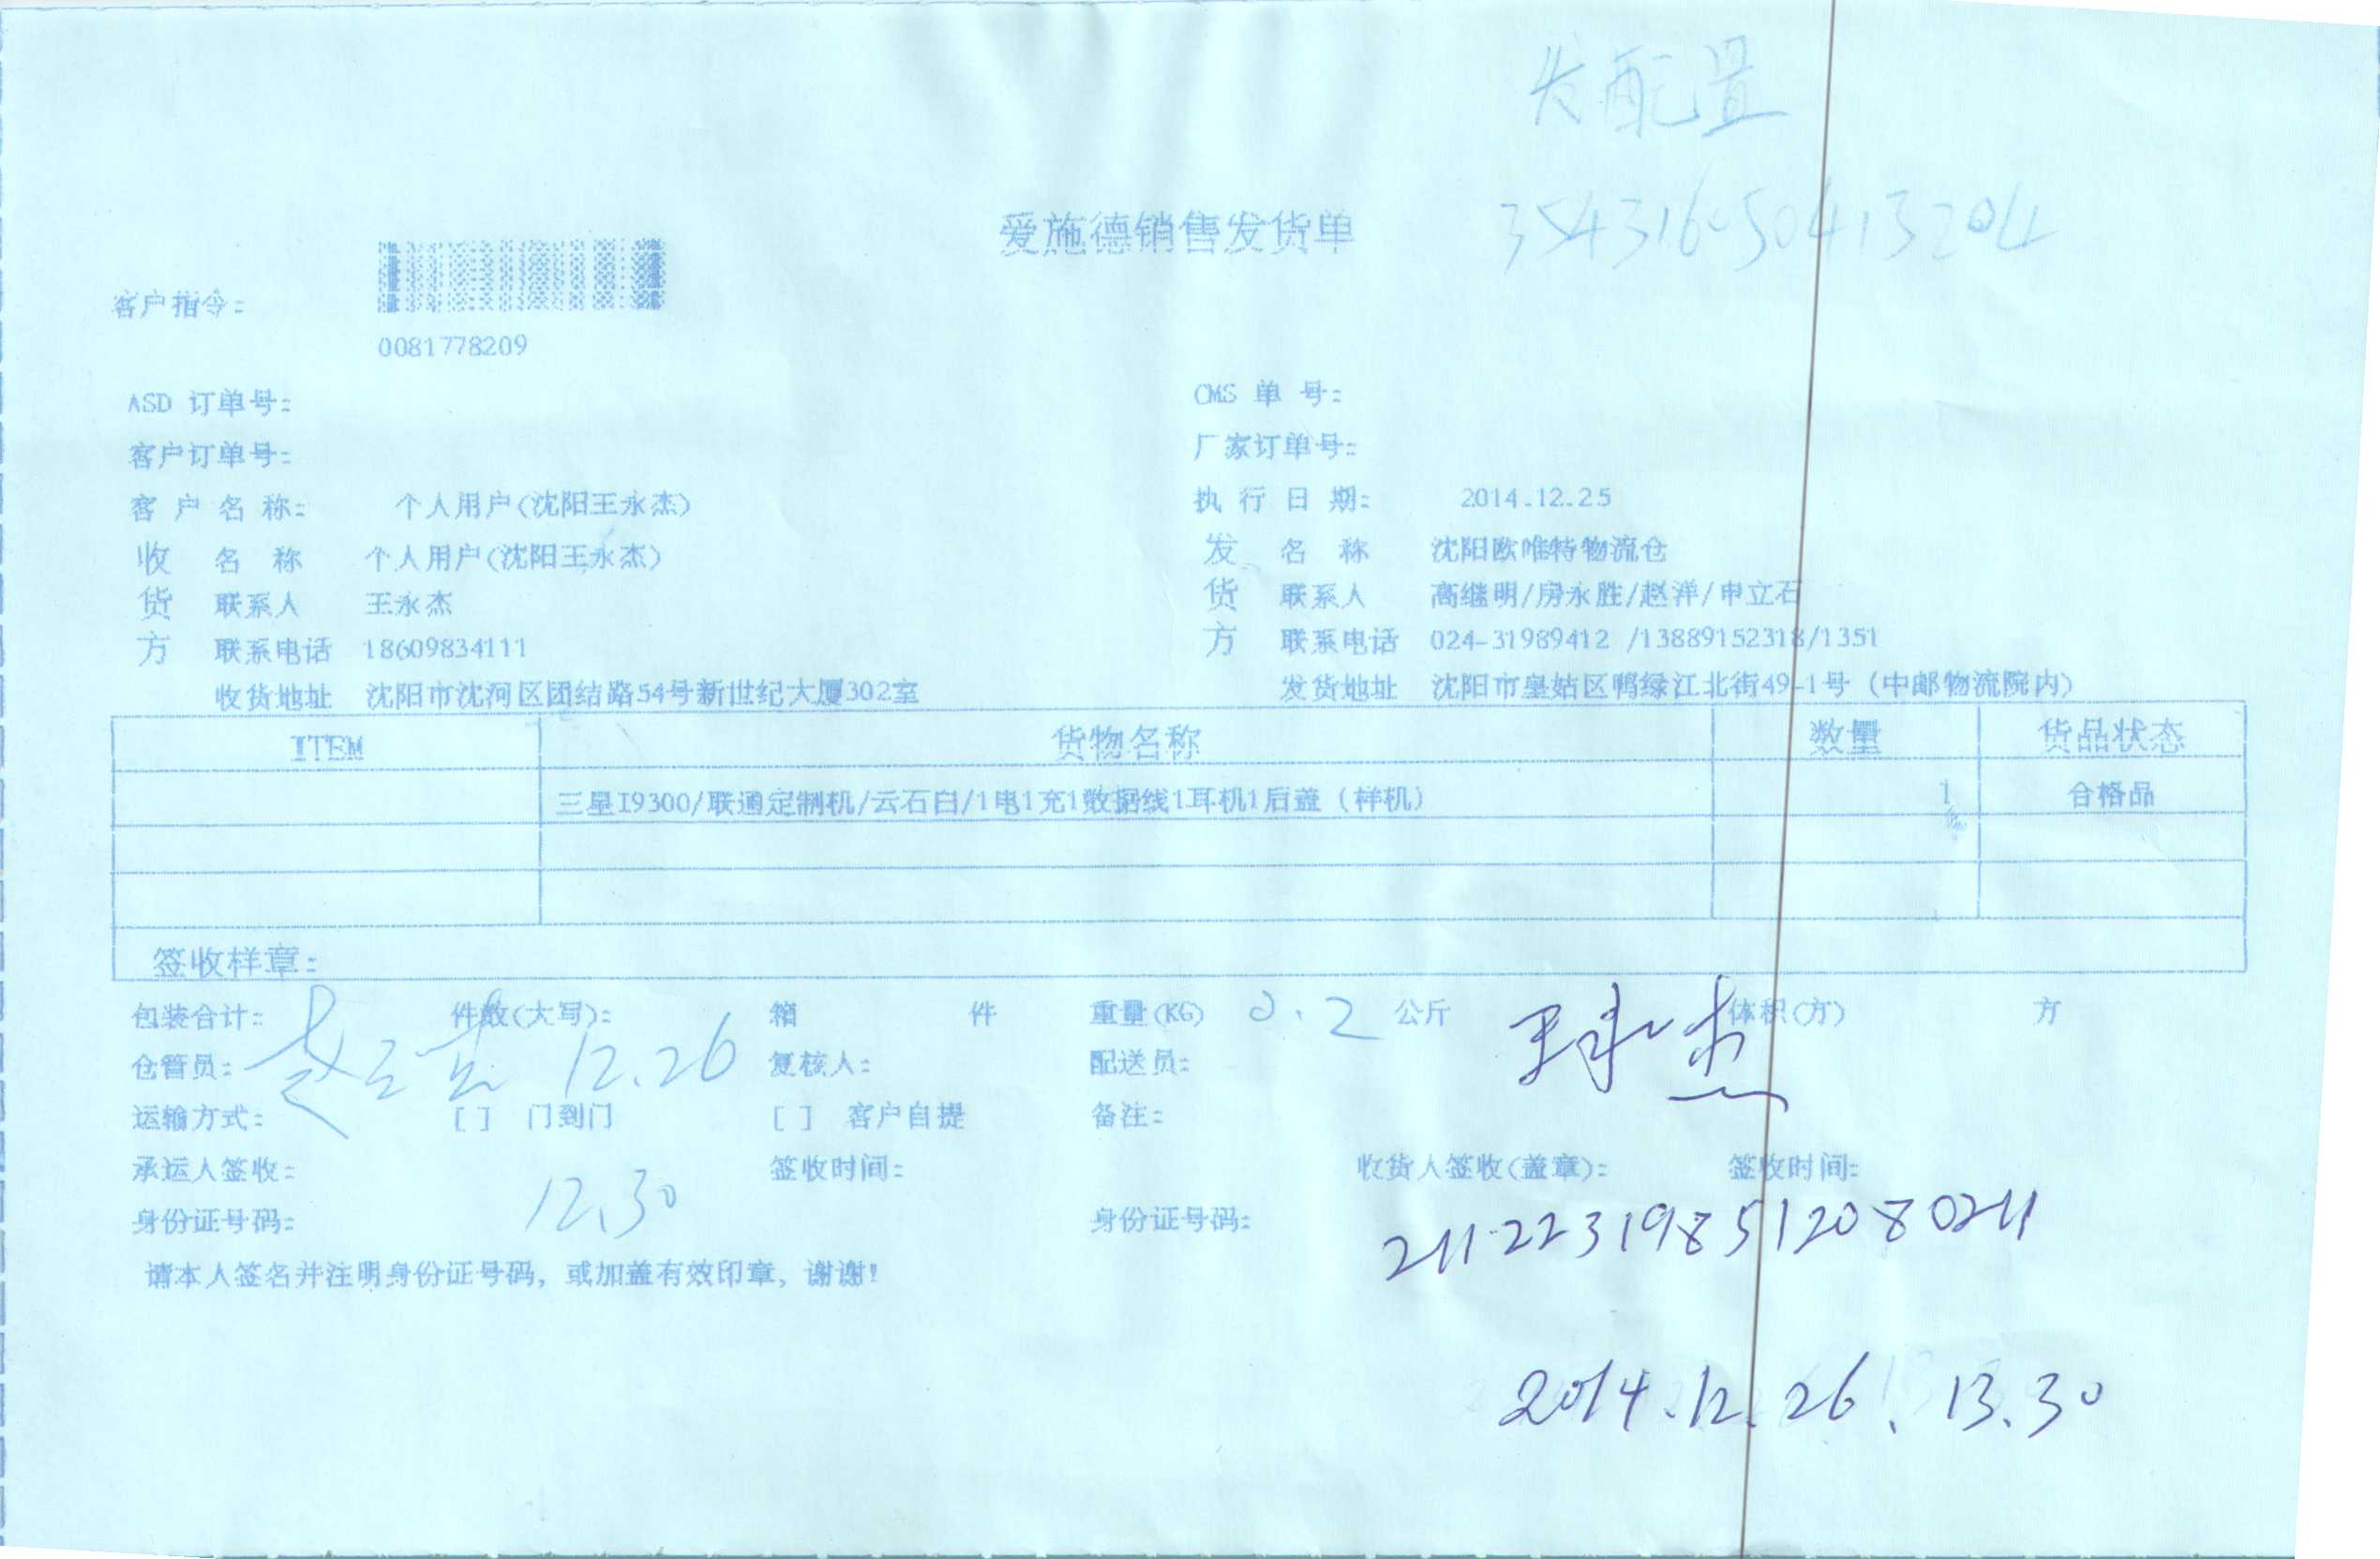 发配置
爱施德销售发货单 354316050413204
客户指令:
0081778209
ASD 订单号: CMS 单 号:
客户订单号: 厂家订单号:
客 户 名 称: 个人用户(沈阳王永杰) 执 行 日 期: 2014.12.25
收 名 称 个人用户(沈阳王永杰) 发 名 称 沈阳欧唯特物流仓
货 联系人 王永杰 货 联系人 高继明/房永胜/赵洋/申立石
方 联系电话 18609834111 方 联系电话 024-31989412 /13889152318/1351
收货地址 沈阳市沈河区团结路54号新世纪大厦302室 发货地址 沈阳市皇姑区鸭绿江北街49-1号 (中邮物流院内)
ITEM 货物名称 数量 货品状态
三星I9300/联通定制机/云石白/1电1充1数据线1耳机1后盖 (样机) 1 合格品
签收样章:
包装合计: 件数(大写): 箱 件 重量(KG) 0.2 公斤 体积(方) 方
仓管员: 12.26 复核人: 配送员: 王永杰
运输方式: [ ] 门到门 [ ] 客户自提 备注:
承运人签收: 签收时间: 收货人签收(盖章): 签收时间:
身份证号码: 12.30 身份证号码: 211223198512080211
请本人签名并注明身份证号码, 或加盖有效印章, 谢谢!
2014.12.26. 13.30